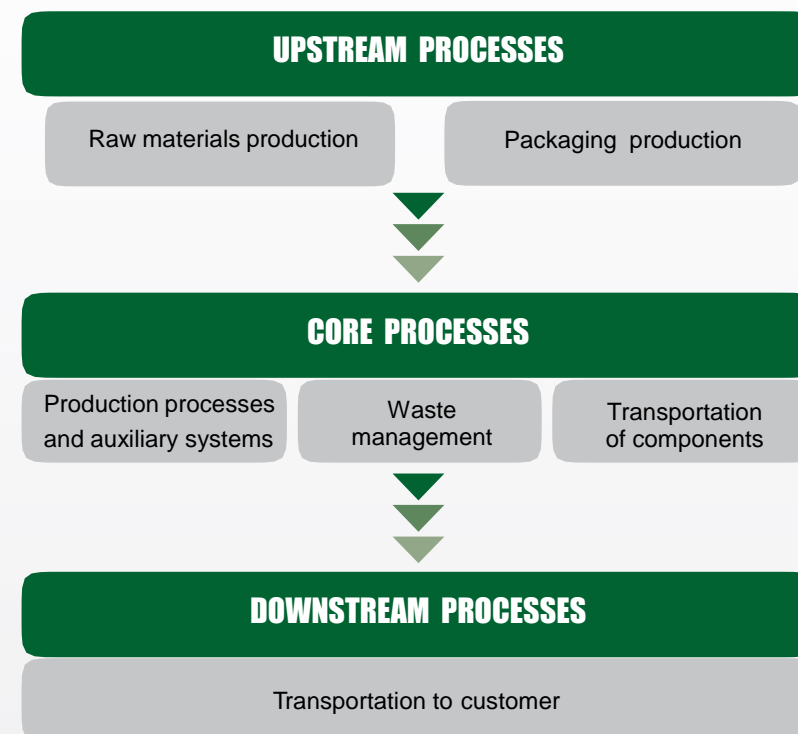 UPSTREAM PROCESSES
Raw materials production
Packaging production
CORE PROCESSES
Production processes
and auxiliary systems
Waste
management
Transportation
of components
DOWNSTREAM PROCESSES
Transportation to customer